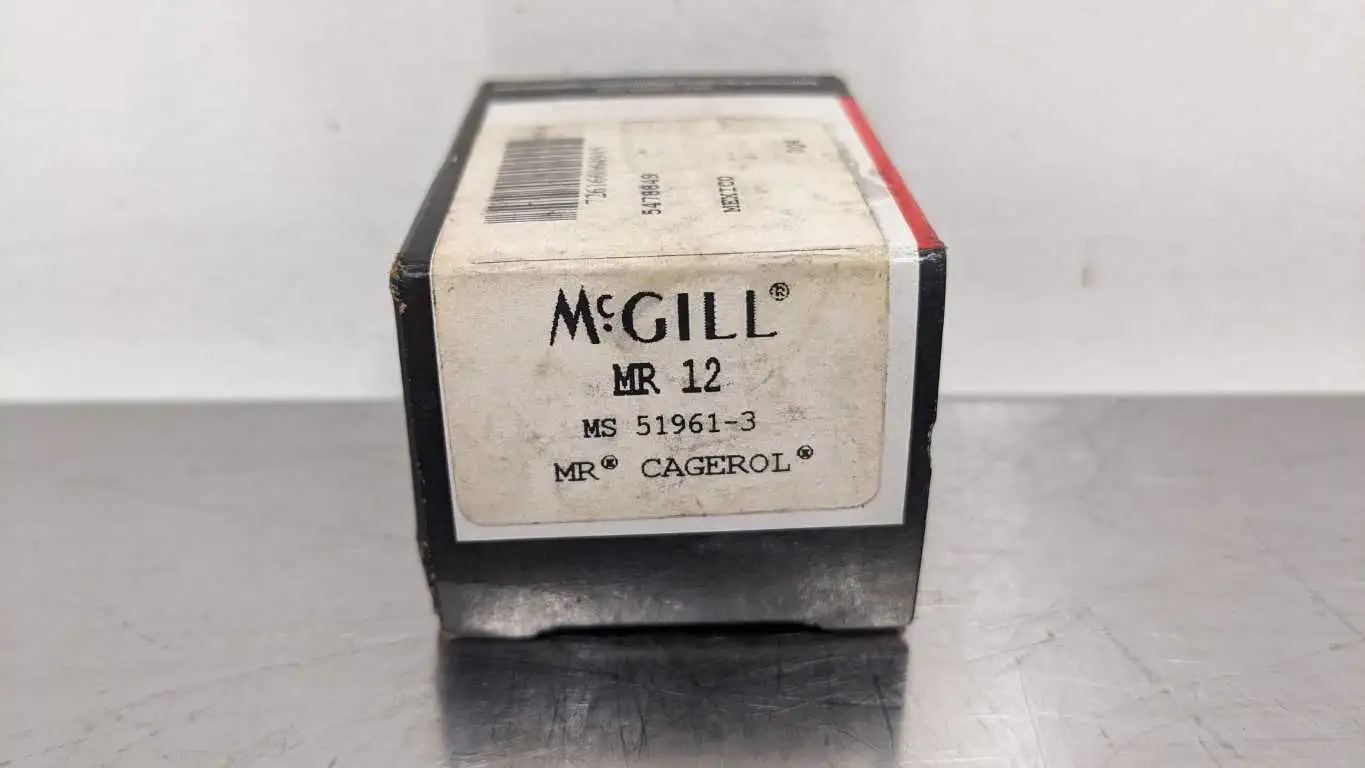 5478849
MEXICO
McGILL®
MR 12
MS 51961-3
MR® CAGEROL®